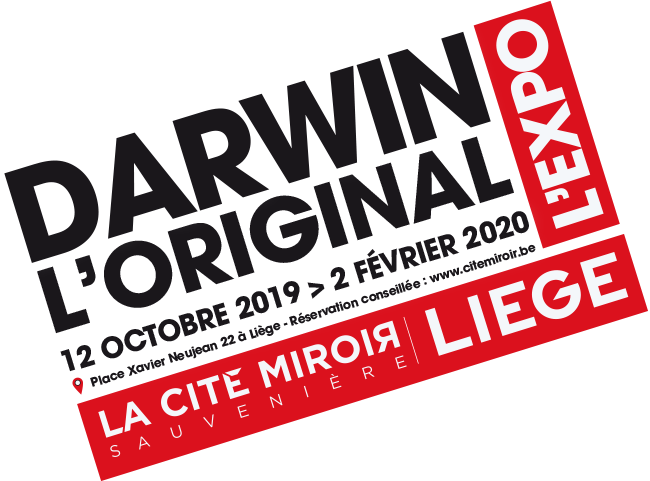 DARWIN
L'ORIGINAL
L'EXPO
12 OCTOBRE 2019 > 2 FÉVRIER 2020
Place Xavier Neujean 22 à Liège - Réservation conseillée : www.citemiroir.be
LA CITÉ MIROIR
SAUVENIÈRE
LIEGE